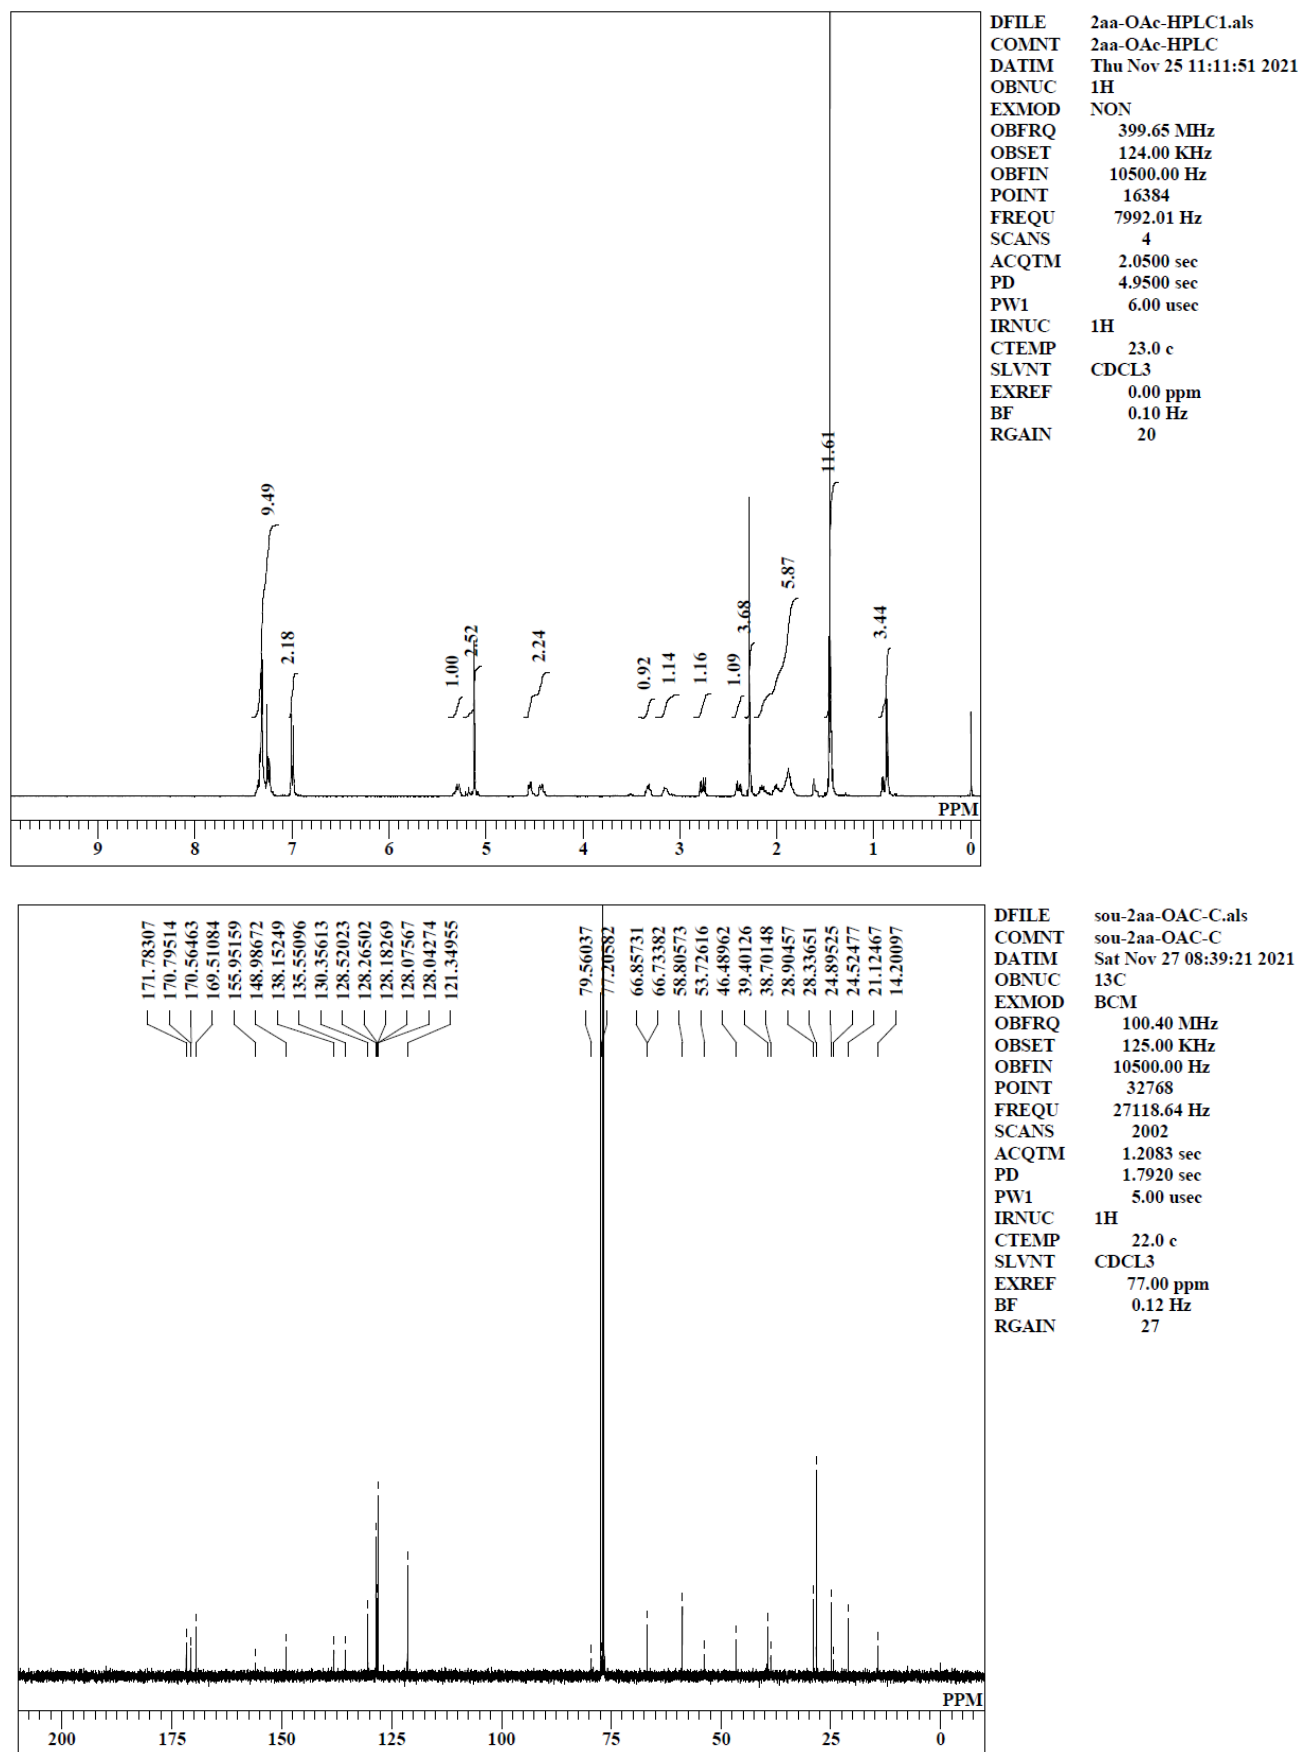 DFILE 2aa-OAc-HPLC1.als
COMNT 2aa-OAc-HPLC
DATIM Thu Nov 25 11:11:51 2021
OBNUC 1H
EXMOD NON
OBFRQ 399.65 MHz
OBSET 124.00 KHz
OBFIN 10500.00 Hz
POINT 16384
FREQU 7992.01 Hz
SCANS 4
ACQTM 2.0500 sec
PD 4.9500 sec
PW1 6.00 usec
IRNUC 1H
CTEMP 23.0 c
SLVNT CDCL3
EXREF 0.00 ppm
BF 0.10 Hz
RGAIN 20
9.49
2.18
1.00
2.52
2.24
0.92
1.14
1.16
1.09
3.68
5.87
11.61
3.44
PPM
9 8 7 6 5 4 3 2 1 0
DFILE sou-2aa-OAC-C.als
COMNT sou-2aa-OAC-C
DATIM Sat Nov 27 08:39:21 2021
OBNUC 13C
EXMOD BCM
OBFRQ 100.40 MHz
OBSET 125.00 KHz
OBFIN 10500.00 Hz
POINT 32768
FREQU 27118.64 Hz
SCANS 2002
ACQTM 1.2083 sec
PD 1.7920 sec
PW1 5.00 usec
IRNUC 1H
CTEMP 22.0 c
SLVNT CDCL3
EXREF 77.00 ppm
BF 0.12 Hz
RGAIN 27
171.78307
170.79514
170.56463
169.51084
155.95159
148.98672
138.15249
135.55096
130.35613
128.52023
128.26502
128.18269
128.07567
128.04274
121.34955
79.56037
77.20582
66.85731
66.73382
58.80573
53.72616
46.48962
39.40126
38.70148
28.90457
28.33651
24.89525
24.52477
21.12467
14.20097
PPM
200 175 150 125 100 75 50 25 0